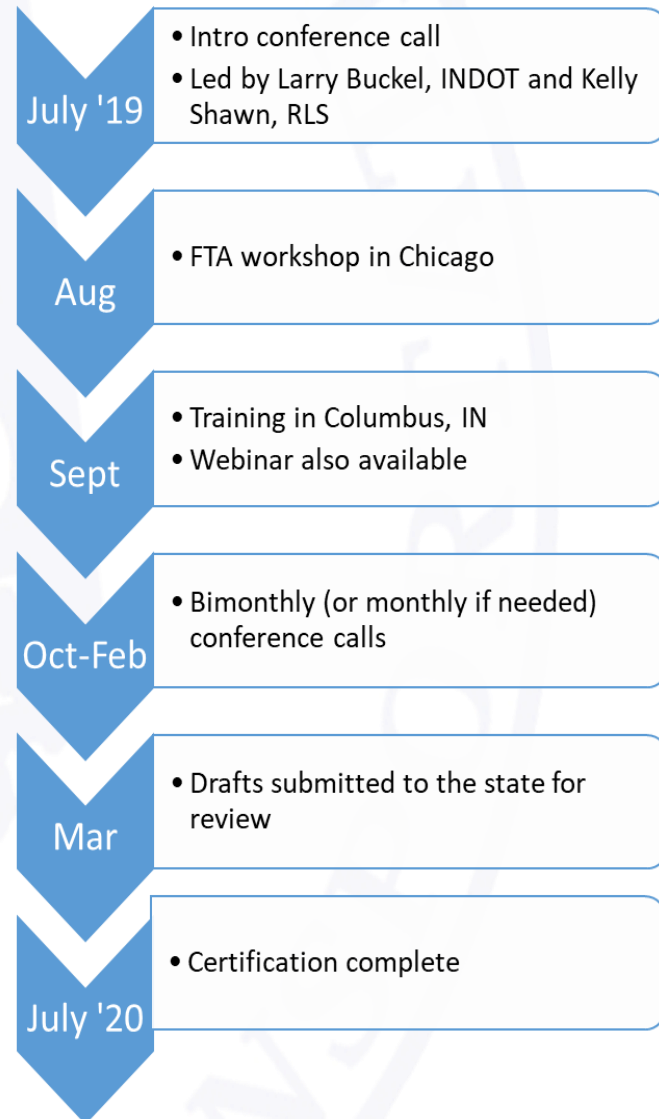 July '19
• Intro conference call
• Led by Larry Buckel, INDOT and Kelly
Shawn, RLS
Aug
• FTA workshop in Chicago
Sept
• Training in Columbus, IN
• Webinar also available
Oct-Feb
• Bimonthly (or monthly if needed)
conference calls
Mar
• Drafts submitted to the state for
review
July '20
• Certification complete